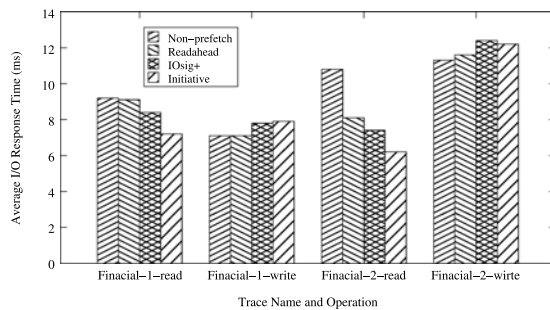 14
12
10
8
6
4
2
0
Average I/O Response Time (ms)
Non-prefetch
Readahead
IOsig+
Initiative
Finacial-1-read
Finacial-1-write
Finacial-2-read
Finacial-2-wirte
Trace Name and Operation